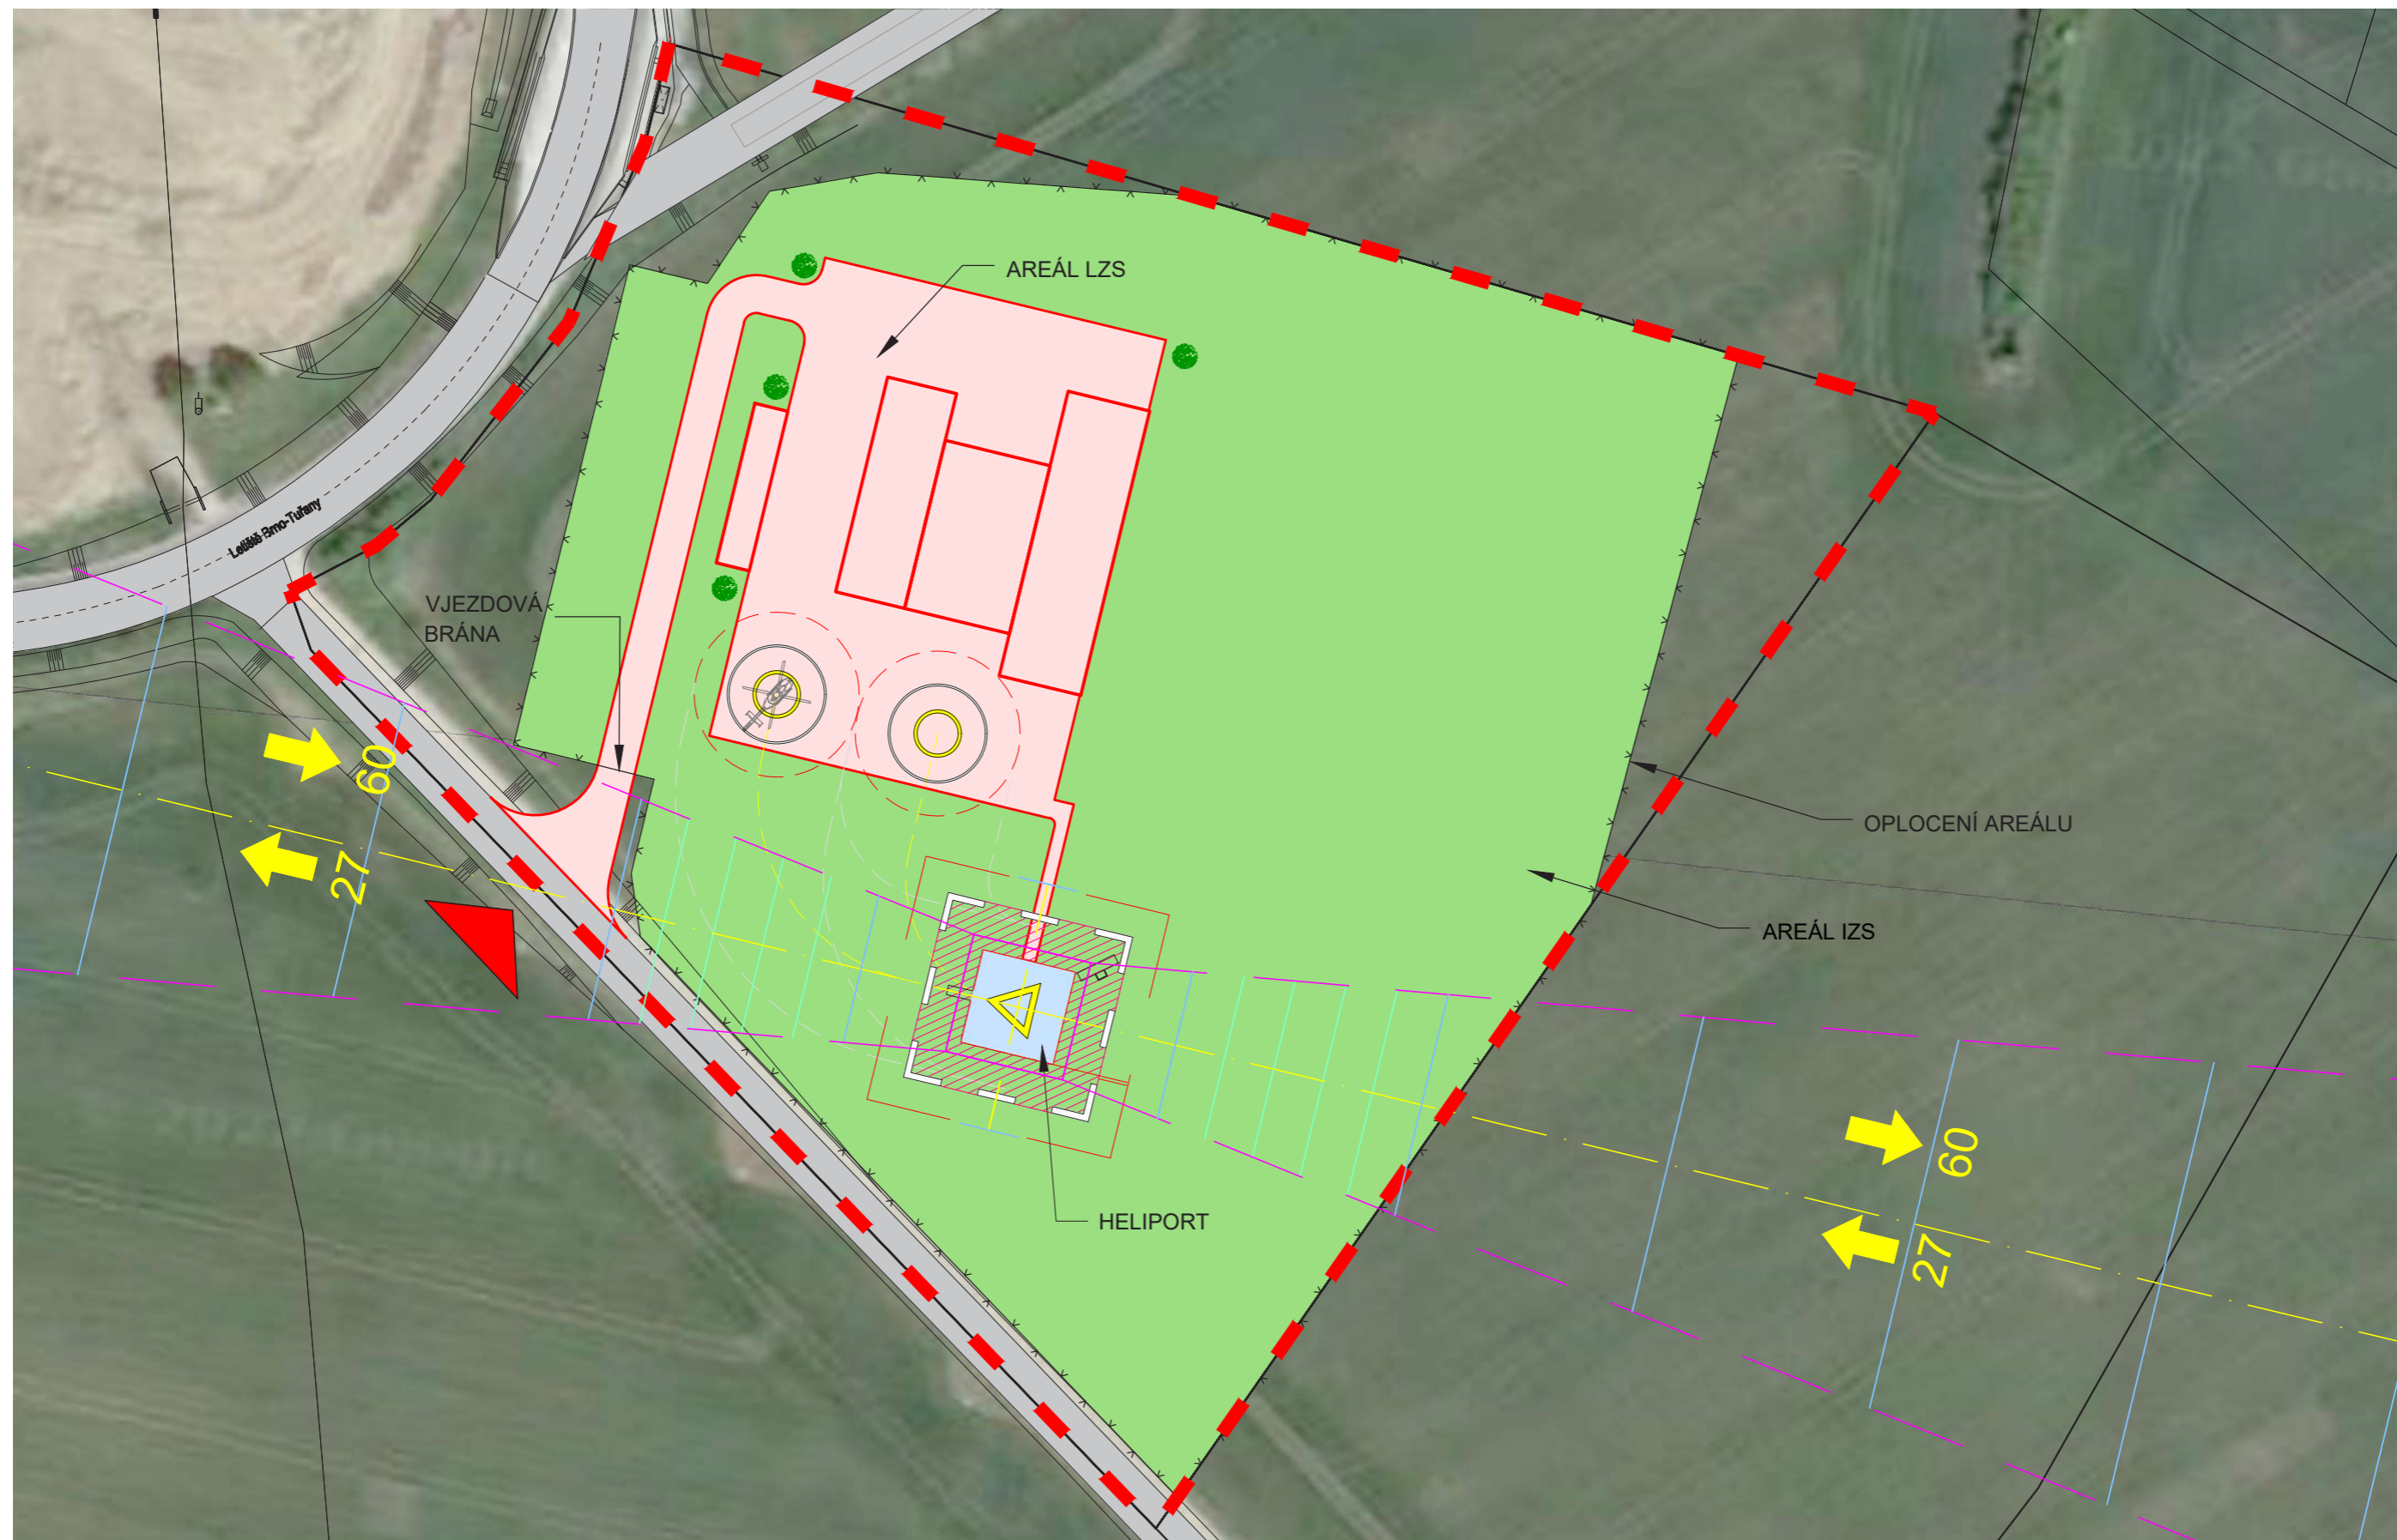 AREÁL LZS
Letiště Brno-Tuřany
VJEZDOVÁ
BRÁNA
60
27
OPLOCENÍ AREÁLU
AREÁL IZS
60
27
HELIPORT